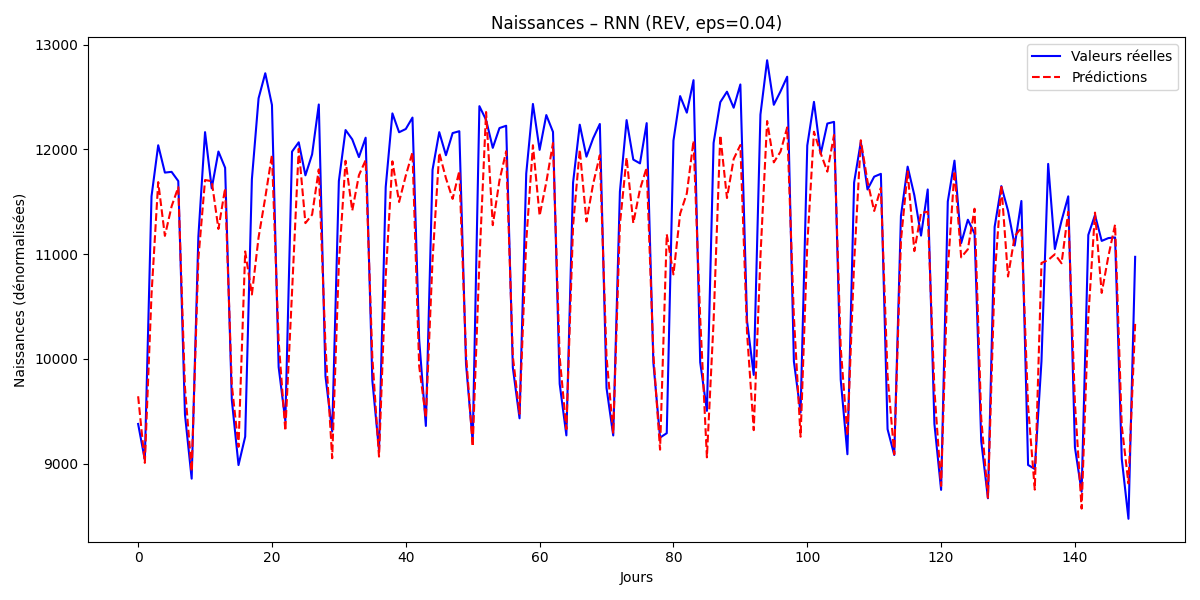 Naissances – RNN (REV, eps=0.04)
Valeurs réelles
Prédictions
Naissances (dénormalisées)
13000
12000
11000
10000
9000
0 20 40 60 80 100 120 140
Jours